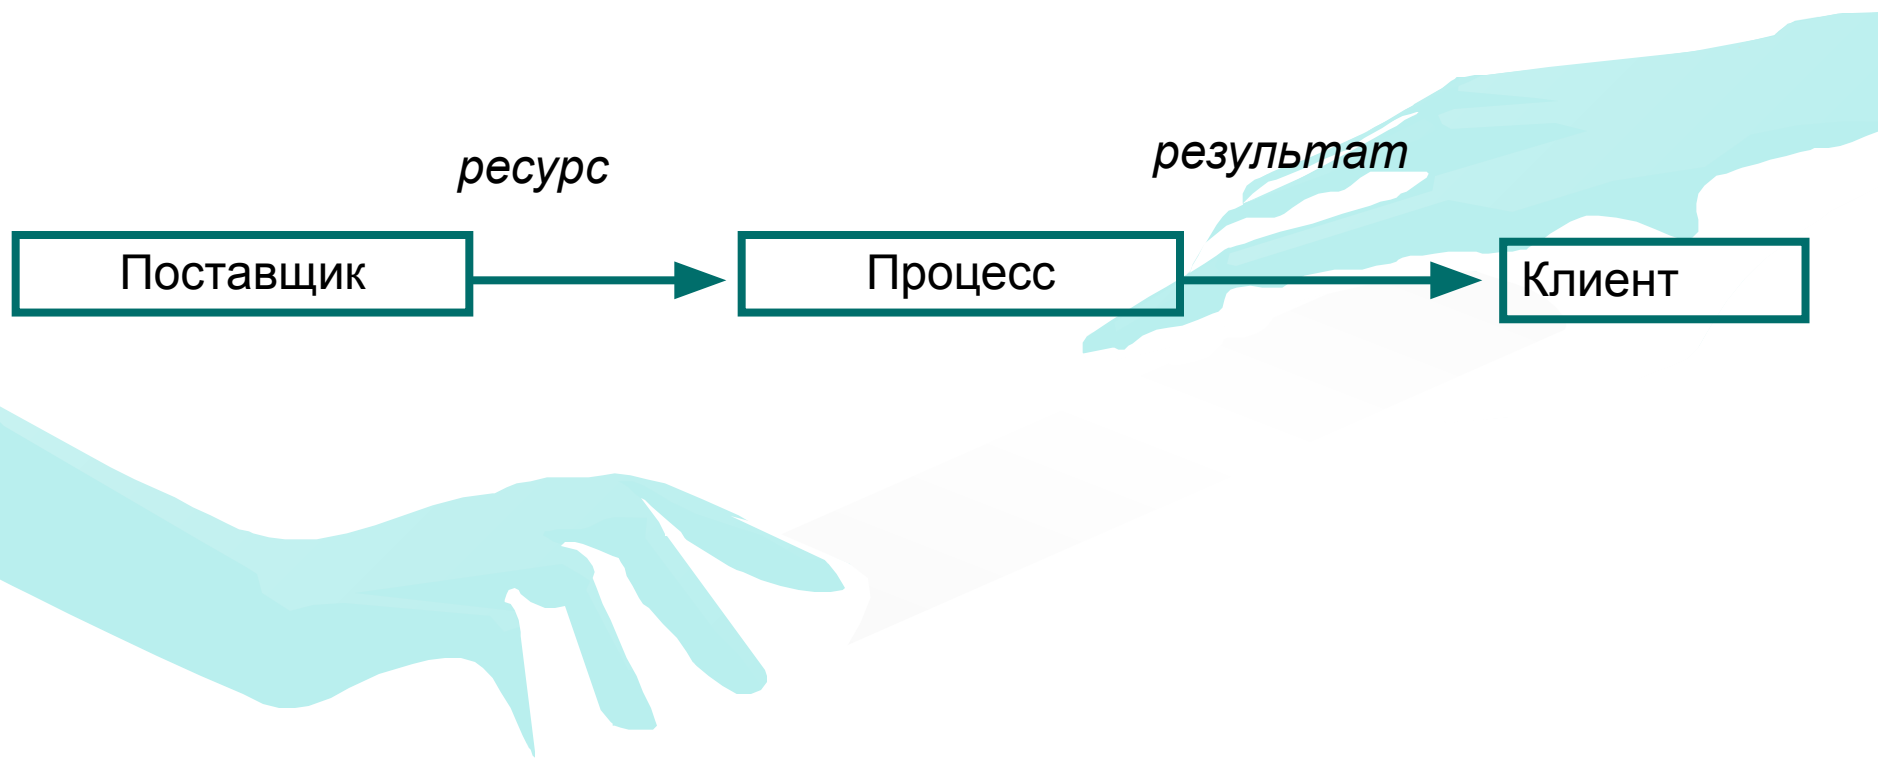 ресурс
результат
Поставщик
Процесс
Клиент